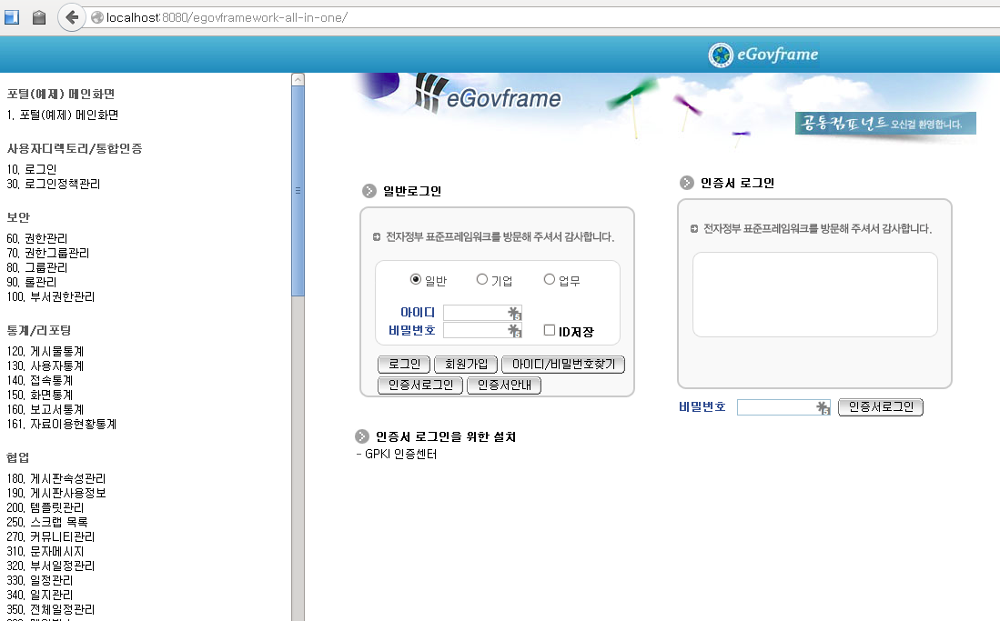 localhost:8080/egovframework-all-in-one/
eGovframe
포털(예제) 메인화면
1. 포털(예제) 메인화면
사용자디렉토리/통합인증
10. 로그인
30. 로그인정책관리
보안
60. 권한관리
70. 권한그룹관리
80. 그룹관리
90. 롤관리
100. 부서권한관리
통계/리포팅
120. 게시물통계
130. 사용자통계
140. 접속통계
150. 화면통계
160. 보고서통계
161. 자료이용현황통계
협업
180. 게시판속성관리
190. 게시판사용정보
200. 템플릿관리
250. 스크랩 목록
270. 커뮤니티관리
310. 문자메시지
320. 부서일정관리
330. 일정관리
340. 일지관리
350. 전체일정관리
eGovframe
공통컴포넌트 오신걸 환영합니다.
일반로그인
전자정부 표준프레임워크를 방문해 주셔서 감사합니다.
일반 기업 업무
아이디
비밀번호 ID저장
로그인 회원가입 아이디/비밀번호찾기
인증서로그인 인증서안내
인증서 로그인을 위한 설치
- GPKI 인증센터
인증서 로그인
전자정부 표준프레임워크를 방문해 주셔서 감사합니다.
비밀번호 인증서로그인